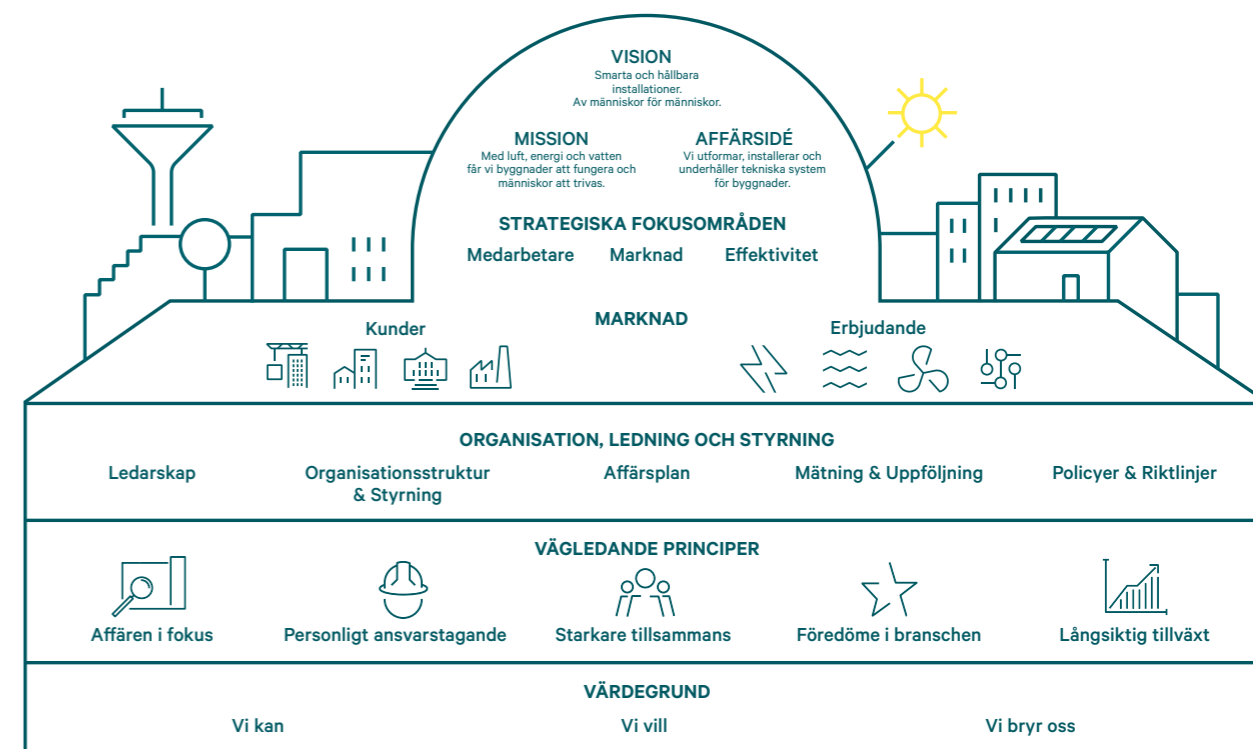 VISION
Smarta och hållbara
installationer.
Av människor för människor.
MISSION
Med luft, energi och vatten
får vi byggnader att fungera och
människor att trivas.
AFFÄRSIDÉ
Vi utformar, installerar och
underhåller tekniska system
för byggnader.
STRATEGISKA FOKUSOMRÅDEN
Medarbetare Marknad Effektivitet
MARKNAD
Kunder Erbjudande
ORGANISATION, LEDNING OCH STYRNING
Ledarskap
Organisationsstruktur
& Styrning
Affärsplan
Mätning & Uppföljning
Policyer & Riktlinjer
VÄGLEDANDE PRINCIPER
Affären i fokus
Personligt ansvarstagande
Starkare tillsammans
Föredöme i branschen
Långsiktig tillväxt
VÄRDEGRUND
Vi kan
Vi vill
Vi bryr oss